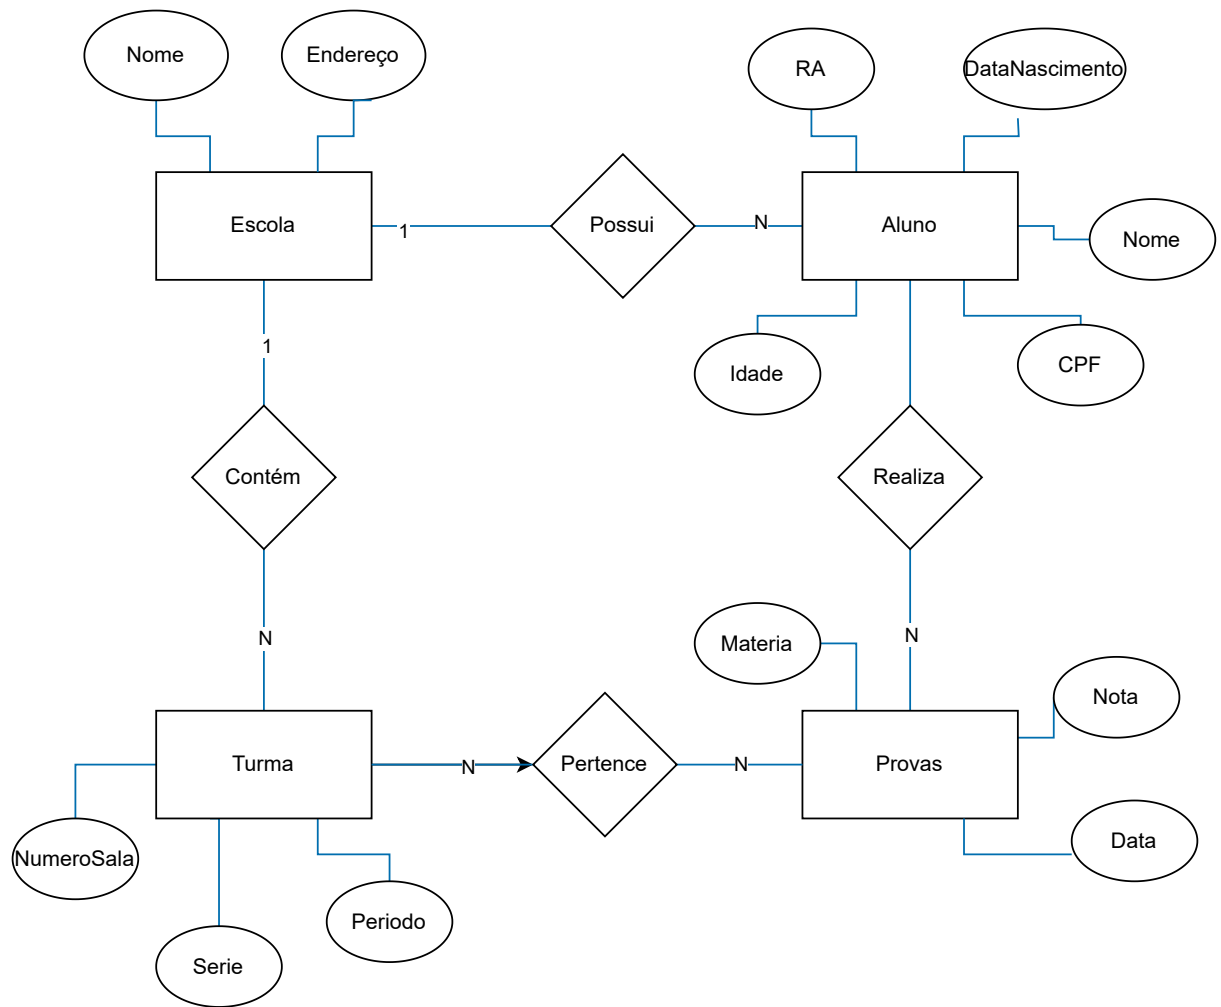 Nome
Endereço
RA
DataNascimento
Escola
1
Possui
N
Aluno
Nome
Idade
CPF
1
Contém
Realiza
N
N
Materia
Nota
Turma
N
Pertence
N
Provas
Data
NumeroSala
Periodo
Serie